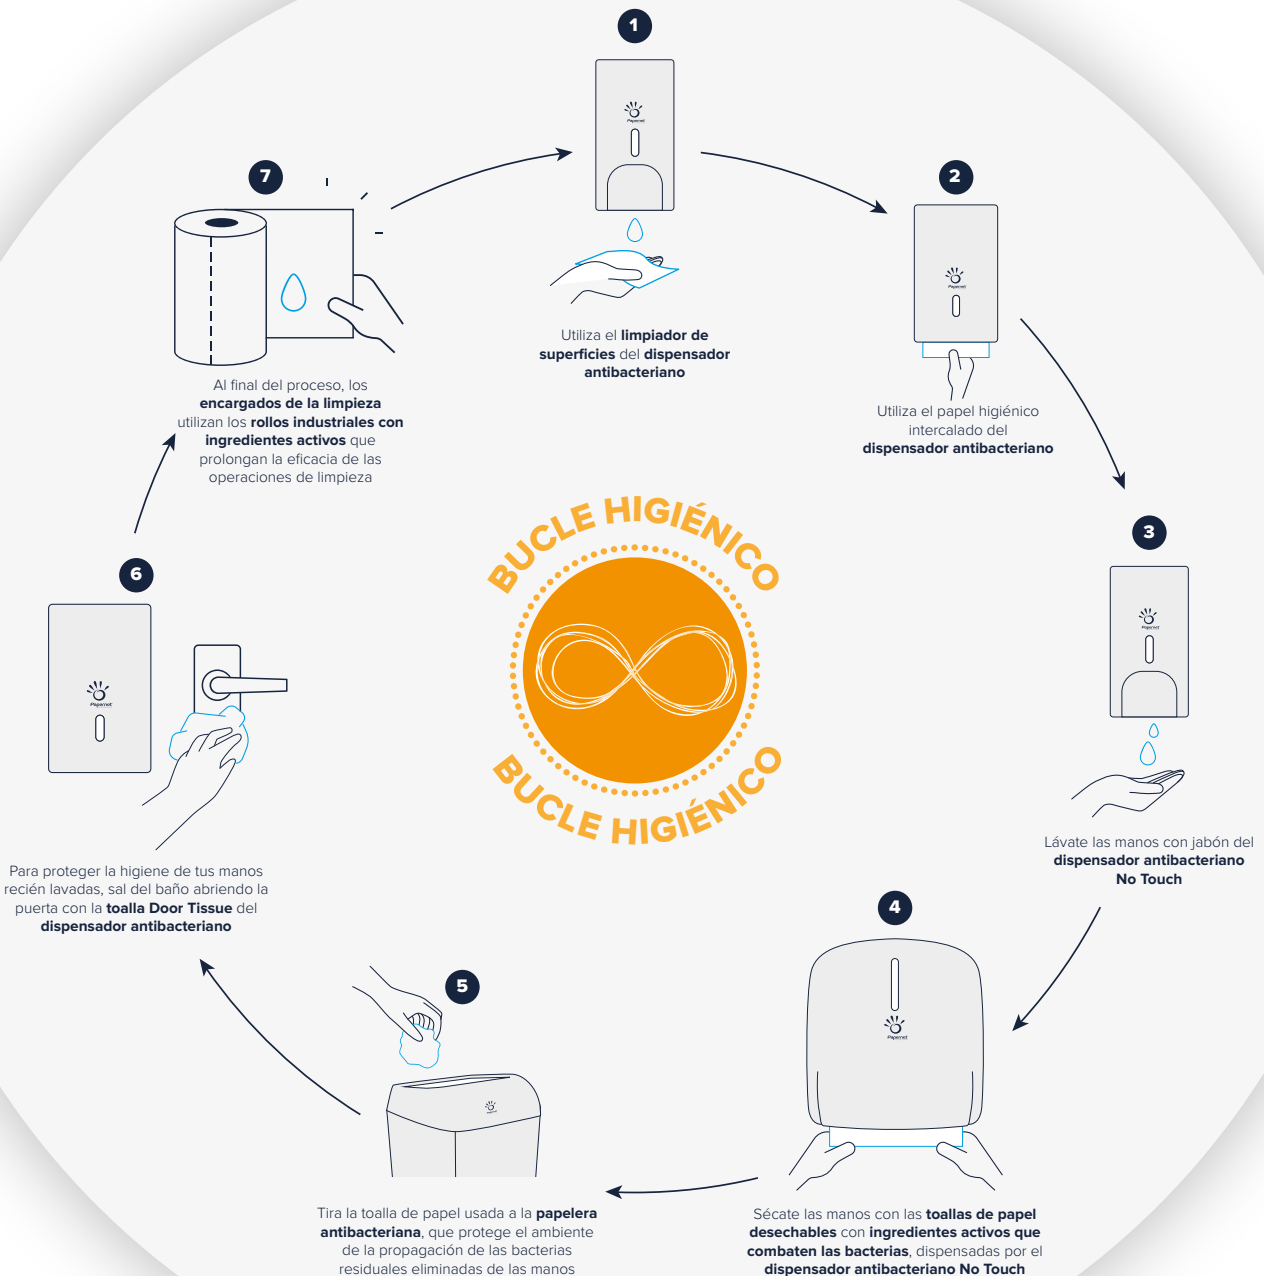 1
Papernet
Utiliza el limpiador de
superficies del dispensador
antibacteriano
2
Papernet
Utiliza el papel higiénico
intercalado del
dispensador antibacteriano
3
Papernet
Lávate las manos con jabón del
dispensador antibacteriano
No Touch
4
Papernet
Sécate las manos con las toallas de papel
desechables con ingredientes activos que
combaten las bacterias, dispensadas por el
dispensador antibacteriano No Touch
5
Tira la toalla de papel usada a la papelera
antibacteriana, que protege el ambiente
de la propagación de las bacterias
residuales eliminadas de las manos
6
Papernet
Para proteger la higiene de tus manos
recién lavadas, sal del baño abriendo la
puerta con la toalla Door Tissue del
dispensador antibacteriano
7
Al final del proceso, los
encargados de la limpieza
utilizan los rollos industriales con
ingredientes activos que
prolongan la eficacia de las
operaciones de limpieza
BUCLE HIGIÉNICO
BUCLE HIGIÉNICO